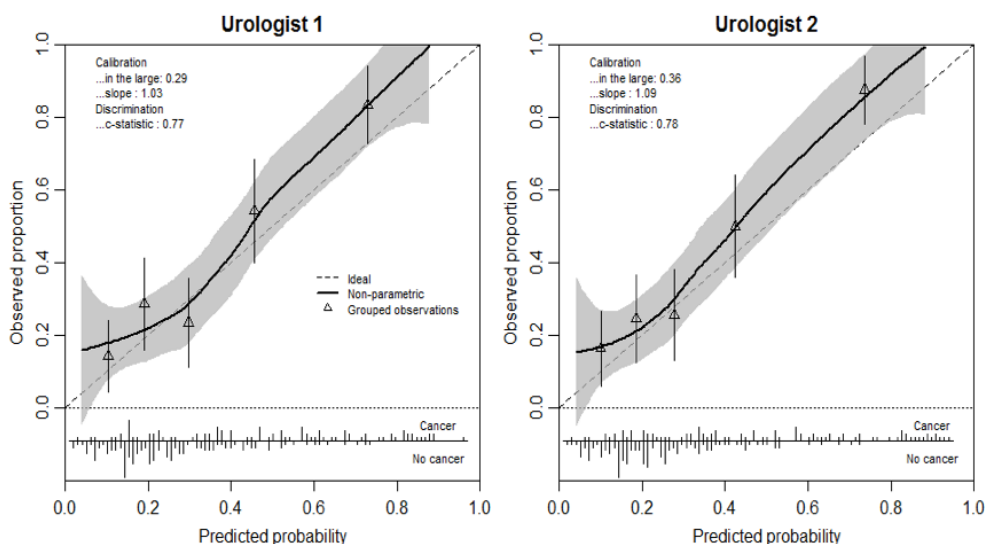 Urologist 1
Calibration
...in the large: 0.29
...slope : 1.03
Discrimination
...c-statistic : 0.77
Observed proportion
1.0
0.8
0.6
0.4
0.2
0.0
Ideal
Non-parametric
Grouped observations
Cancer
No cancer
0.0 0.2 0.4 0.6 0.8 1.0
Predicted probability
Urologist 2
Calibration
...in the large: 0.36
...slope : 1.09
Discrimination
...c-statistic : 0.78
Observed proportion
1.0
0.8
0.6
0.4
0.2
0.0
Cancer
No cancer
0.0 0.2 0.4 0.6 0.8 1.0
Predicted probability